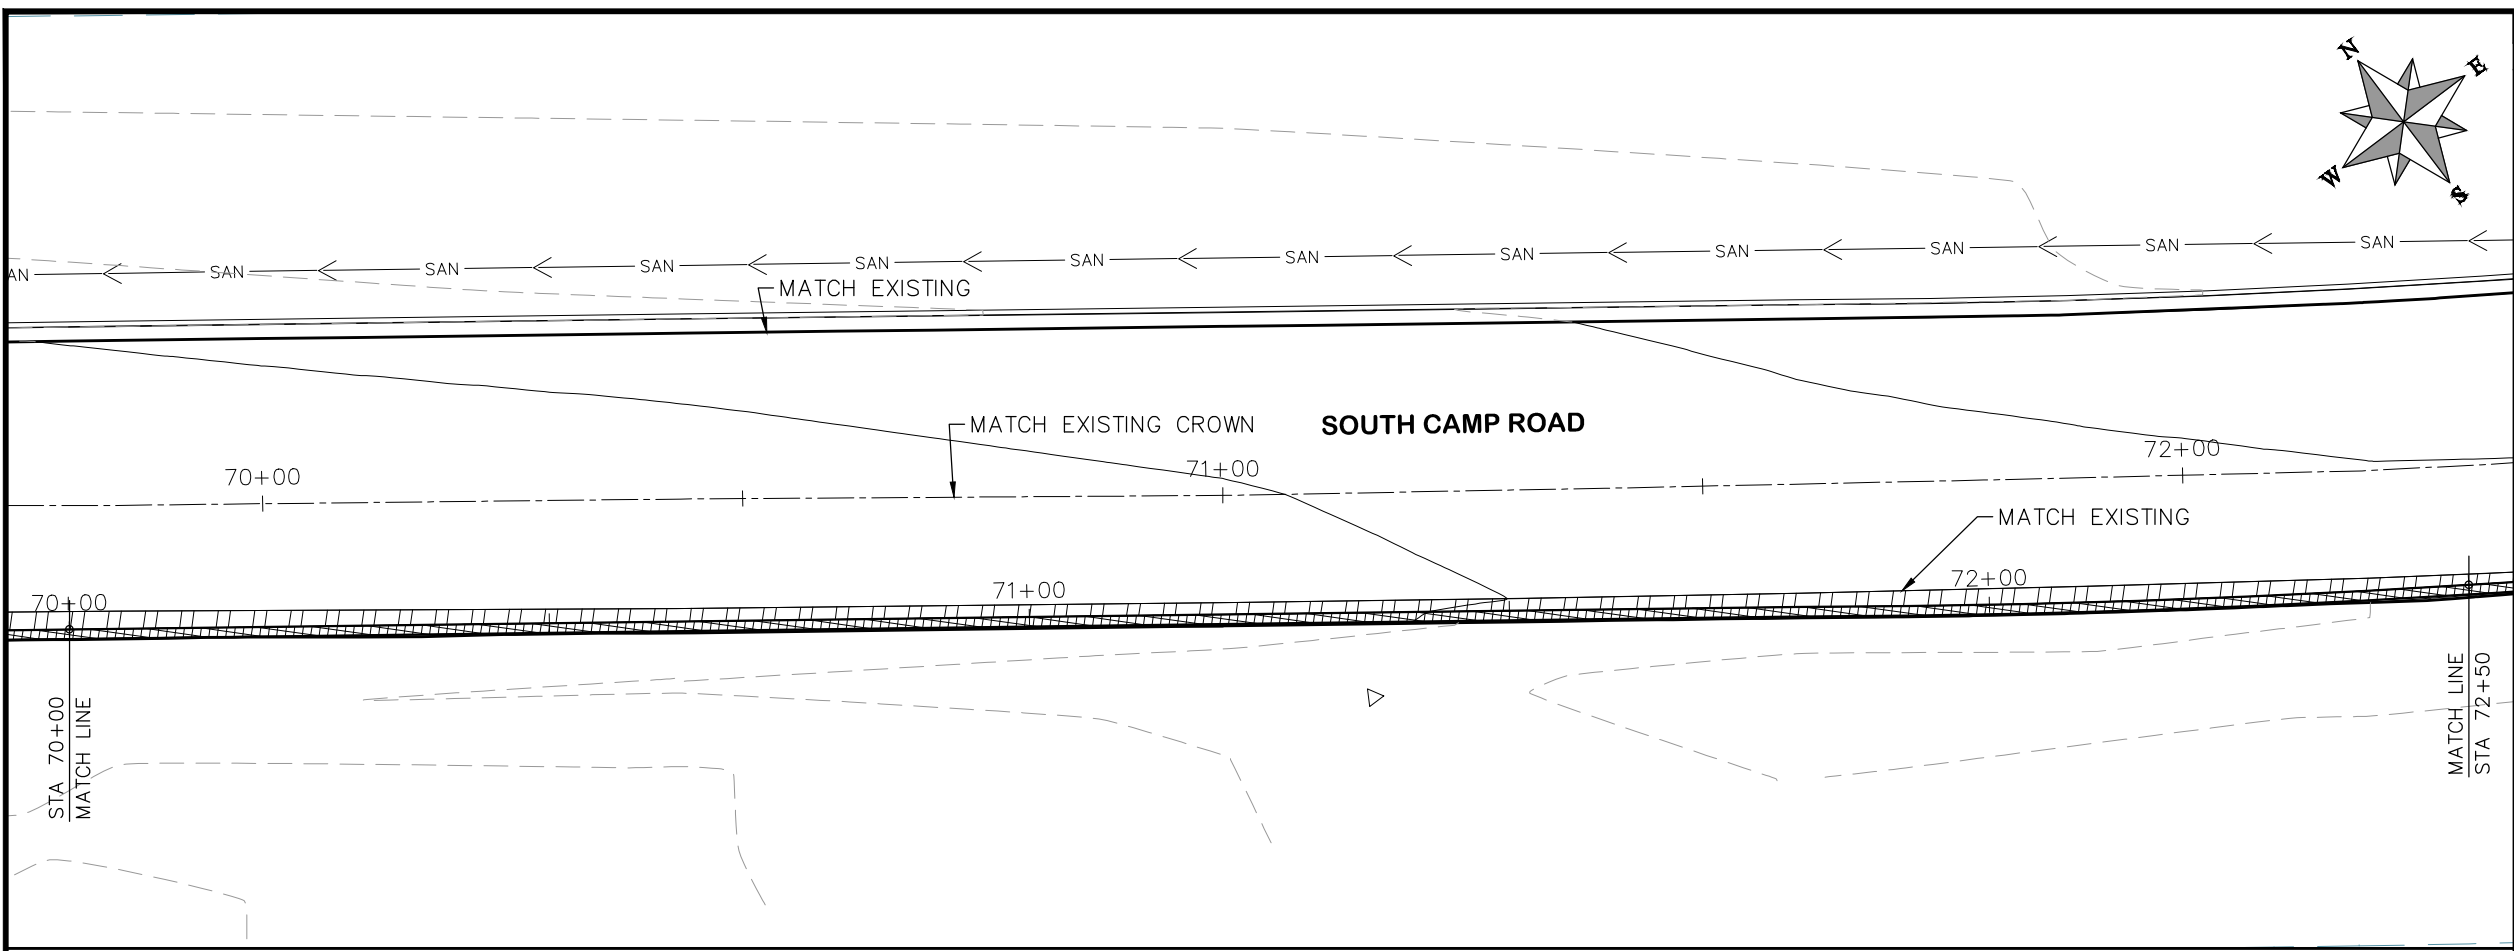 N
E
W
S
AN SAN SAN SAN SAN SAN SAN SAN SAN SAN SAN SAN
MATCH EXISTING
MATCH EXISTING CROWN
SOUTH CAMP ROAD
70+00
71+00
72+00
MATCH EXISTING
70+00
71+00
72+00
STA 70+00
MATCH LINE
MATCH LINE
STA 72+50